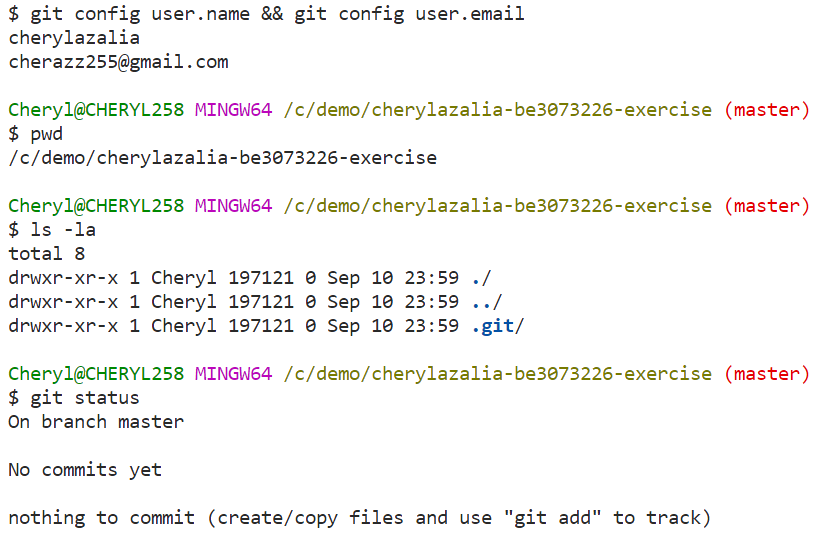 $ git config user.name && git config user.email
cherylazalia
cherazz255@gmail.com
Cheryl@CHERYL258 MINGW64 /c/demo/cherylazalia-be3073226-exercise (master)
$ pwd
/c/demo/cherylazalia-be3073226-exercise
Cheryl@CHERYL258 MINGW64 /c/demo/cherylazalia-be3073226-exercise (master)
$ ls -la
total 8
drwxr-xr-x 1 Cheryl 197121 0 Sep 10 23:59 ./
drwxr-xr-x 1 Cheryl 197121 0 Sep 10 23:59 ../
drwxr-xr-x 1 Cheryl 197121 0 Sep 10 23:59 .git/
Cheryl@CHERYL258 MINGW64 /c/demo/cherylazalia-be3073226-exercise (master)
$ git status
On branch master
No commits yet
nothing to commit (create/copy files and use "git add" to track)